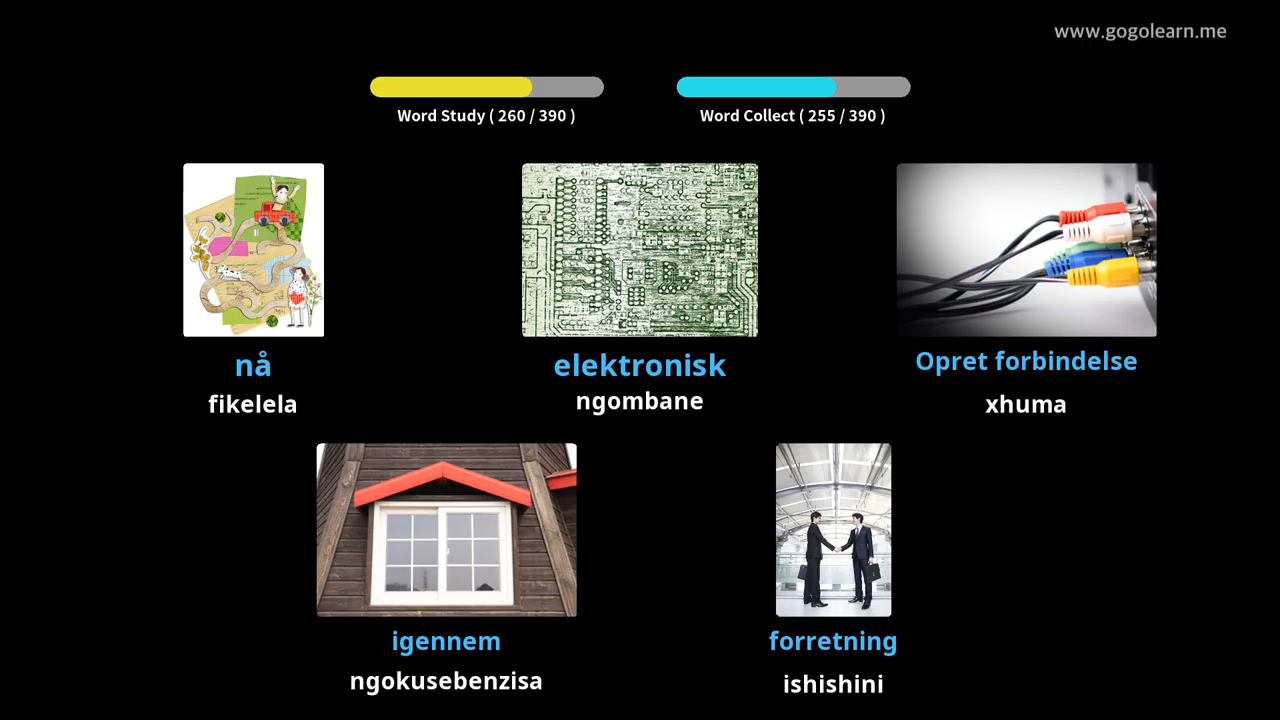 www.gogolearn.me
Word Study ( 260 / 390 )
Word Collect ( 255 / 390 )
nå
elektronisk
Opret forbindelse
fikelela
ngombane
xhuma
igennem
forretning
ngokusebenzisa
ishishini